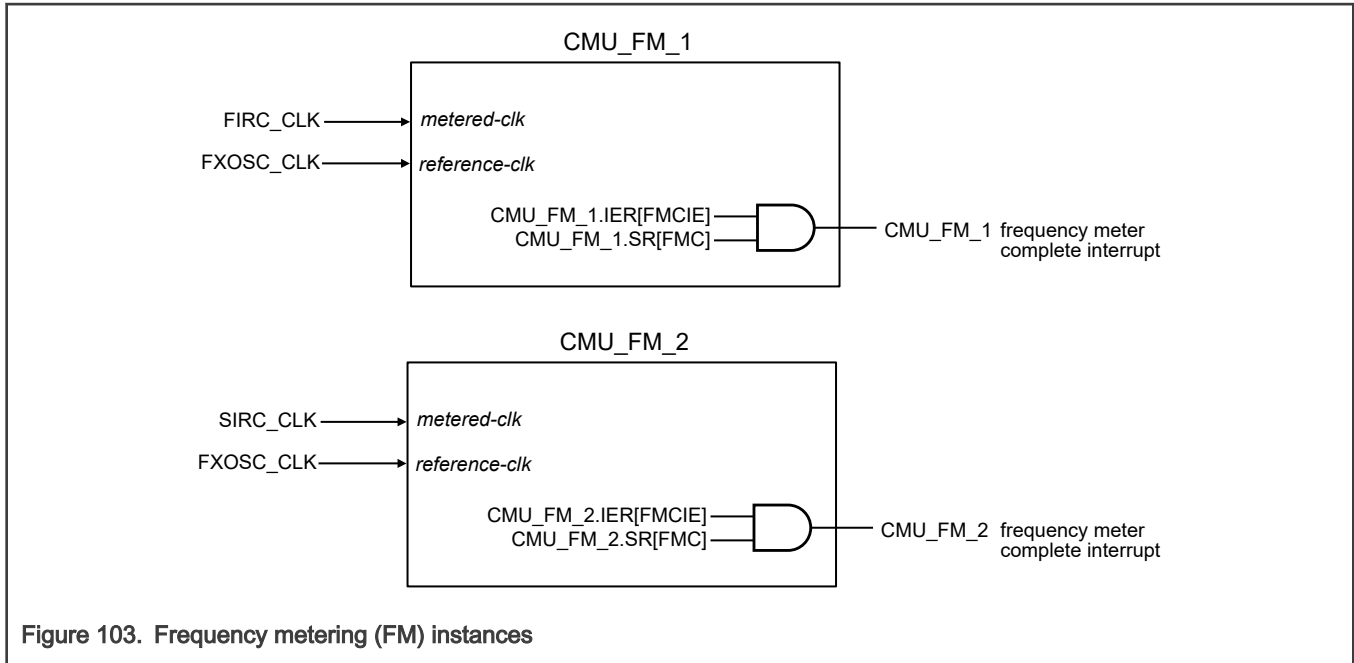 CMU_FM_1
FIRC_CLK
metered-clk
FXOSC_CLK
reference-clk
CMU_FM_1.IER[FMCIE]
CMU_FM_1.SR[FMC]
CMU_FM_1 frequency meter
complete interrupt
CMU_FM_2
SIRC_CLK
metered-clk
FXOSC_CLK
reference-clk
CMU_FM_2.IER[FMCIE]
CMU_FM_2.SR[FMC]
CMU_FM_2 frequency meter
complete interrupt
Figure 103. Frequency metering (FM) instances